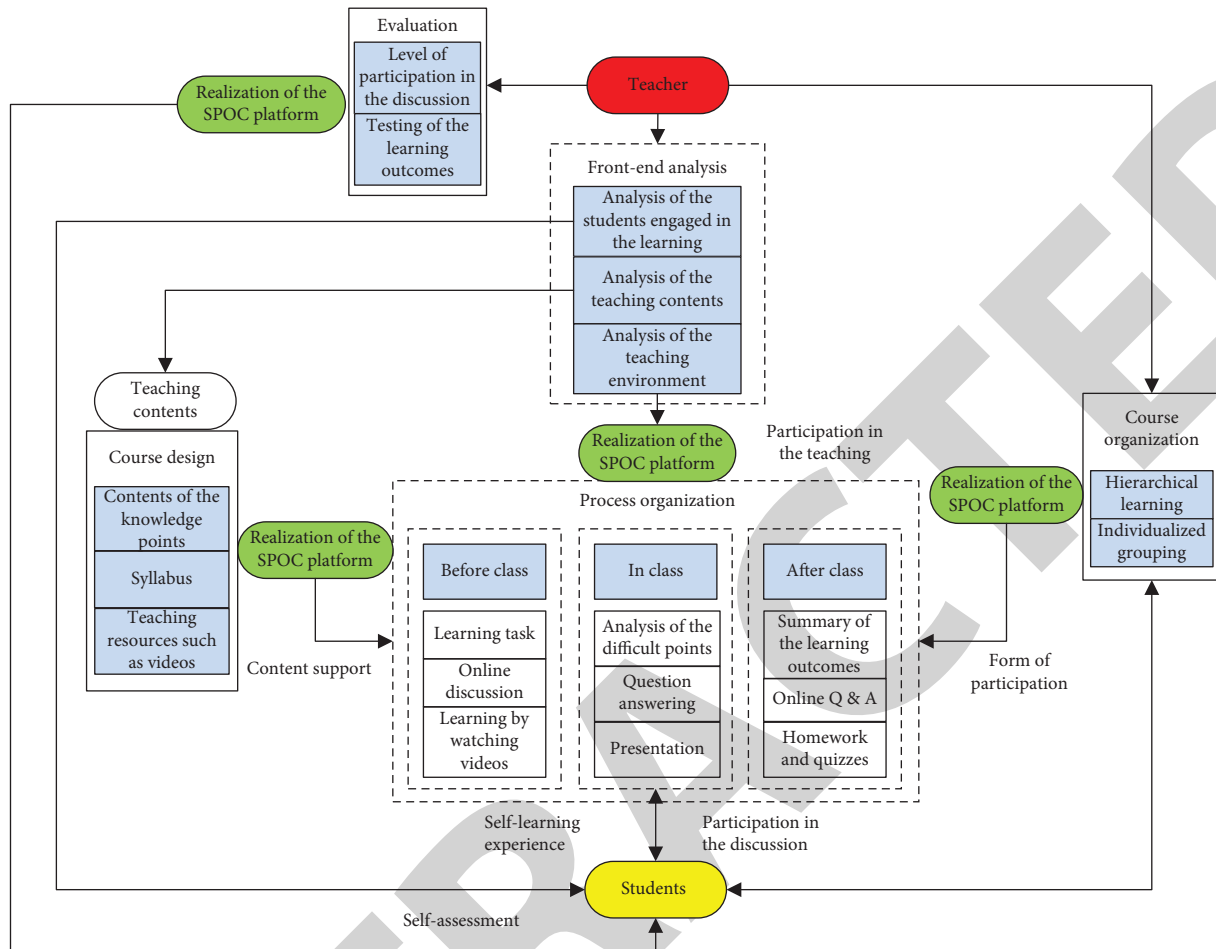 Evaluation
Level of
participation in
the discussion
Testing of the
learning
outcomes
Realization of the
SPOC platform
Teacher
Front-end analysis
Analysis of the
students engaged in
the learning
Analysis of the
teaching contents
Analysis of the
teaching
environment
Teaching
contents
Course design
Contents of the
knowledge
points
Syllabus
Teaching
resources such
as videos
Realization of the
SPOC platform
Content support
Realization of the
SPOC platform
Participation in
the teaching
Process organization
Before class
Learning task
Online
discussion
Learning by
watching
videos
In class
Analysis of the
difficult points
Question
answering
Presentation
After class
Summary of
the learning
outcomes
Online Q & A
Homework
and quizzes
Realization of the
SPOC platform
Form of
participation
Course
organization
Hierarchical
learning
Individualized
grouping
Self-learning
experience
Participation in
the discussion
Students
Self-assessment